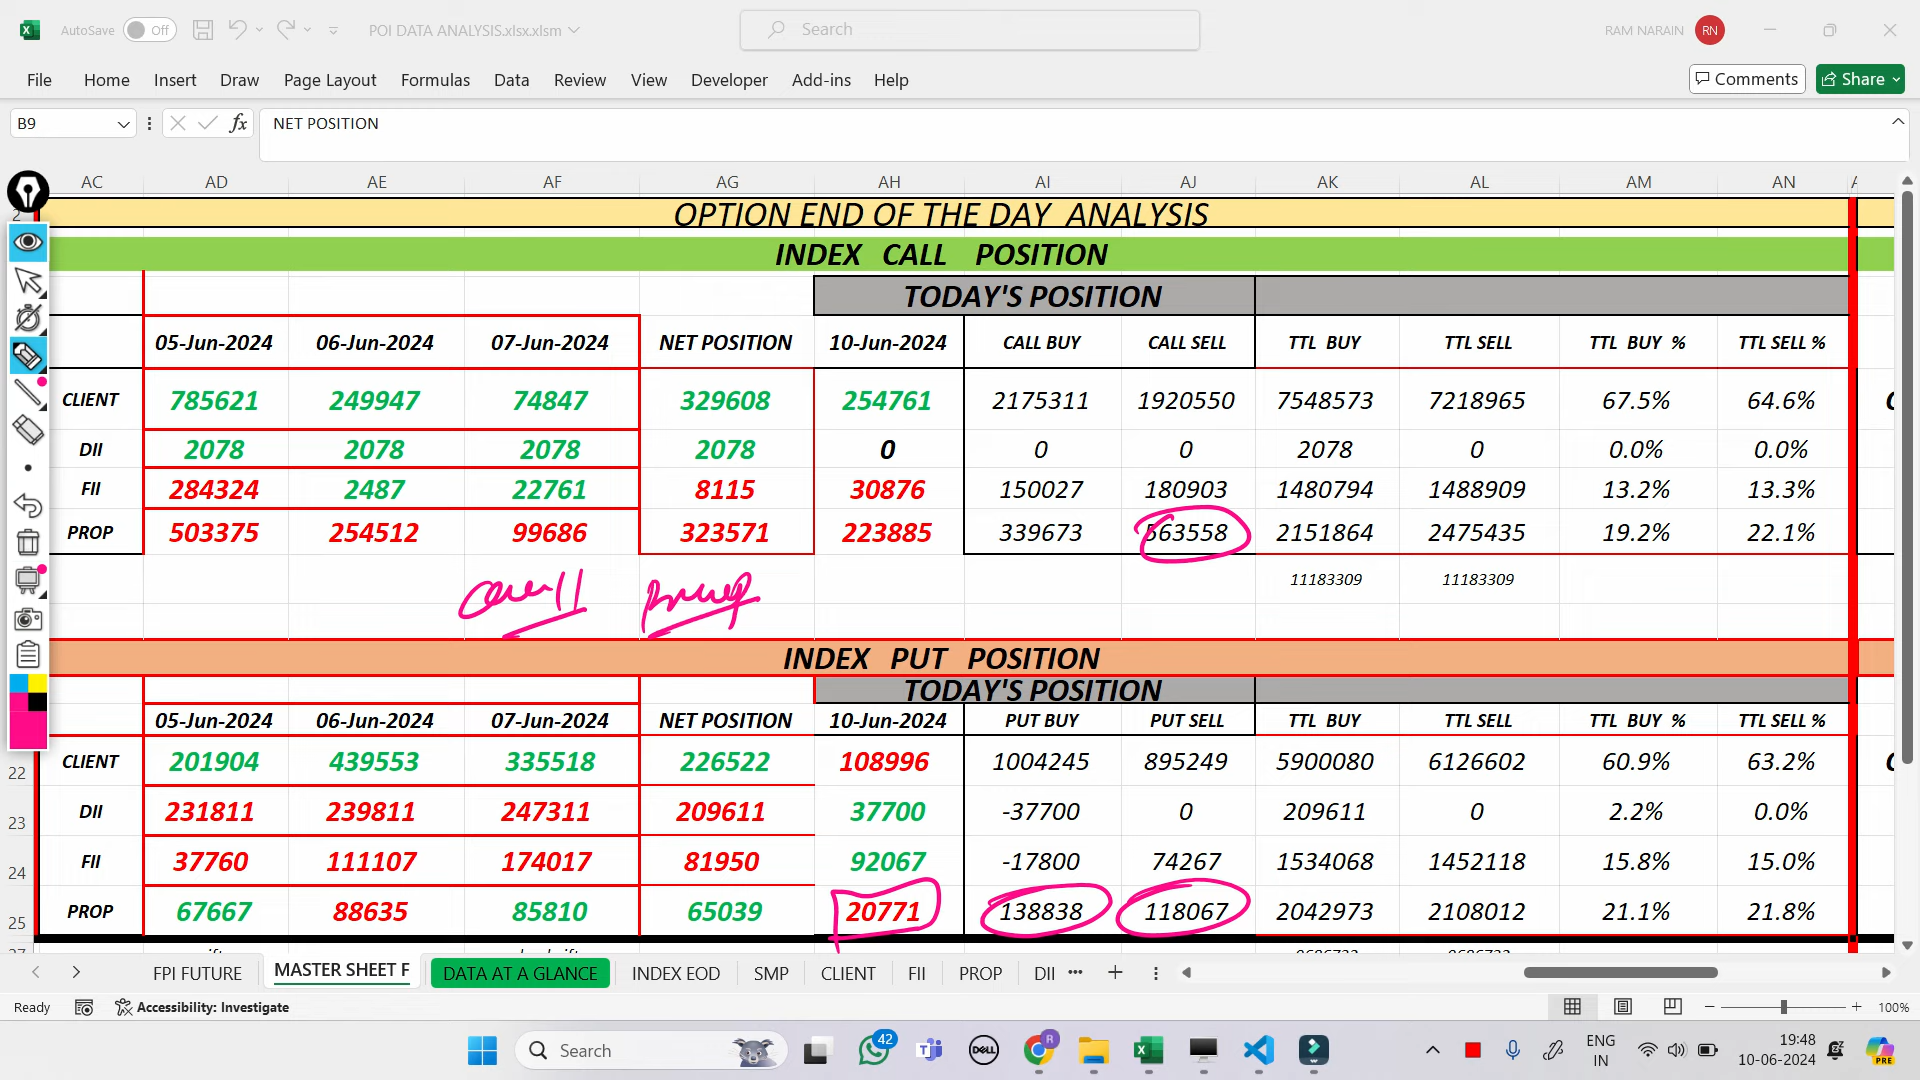 AutoSave Off POI DATA ANALYSIS.xlsx.xlsm Search RAM NARAIN RN
File Home Insert Draw Page Layout Formulas Data Review View Developer Add-ins Help Comments Share
B9 fx NET POSITION
AC AD AE AF AG AH AI AJ AK AL AM AN
OPTION END OF THE DAY ANALYSIS
INDEX CALL POSITION
TODAY'S POSITION
05-Jun-2024 06-Jun-2024 07-Jun-2024 NET POSITION 10-Jun-2024 CALL BUY CALL SELL TTL BUY TTL SELL TTL BUY % TTL SELL %
CLIENT 785621 249947 74847 329608 254761 2175311 1920550 7548573 7218965 67.5% 64.6%
DII 2078 2078 2078 2078 0 0 0 2078 0 0.0% 0.0%
FII 284324 2487 22761 8115 30876 150027 180903 1480794 1488909 13.2% 13.3%
PROP 503375 254512 99686 323571 223885 339673 563558 2151864 2475435 19.2% 22.1%
11183309 11183309
INDEX PUT POSITION
TODAY'S POSITION
05-Jun-2024 06-Jun-2024 07-Jun-2024 NET POSITION 10-Jun-2024 PUT BUY PUT SELL TTL BUY TTL SELL TTL BUY % TTL SELL %
22 CLIENT 201904 439553 335518 226522 108996 1004245 895249 5900080 6126602 60.9% 63.2%
23 DII 231811 239811 247311 209611 37700 -37700 0 209611 0 2.2% 0.0%
24 FII 37760 111107 174017 81950 92067 -17800 74267 1534068 1452118 15.8% 15.0%
25 PROP 67667 88635 85810 65039 20771 138838 118067 2042973 2108012 21.1% 21.8%
FPI FUTURE MASTER SHEET F DATA AT A GLANCE INDEX EOD SMP CLIENT FII PROP DII
Ready Accessibility: Investigate 100%
Search 42 DELL R ENG IN 19:48 10-06-2024 PRE